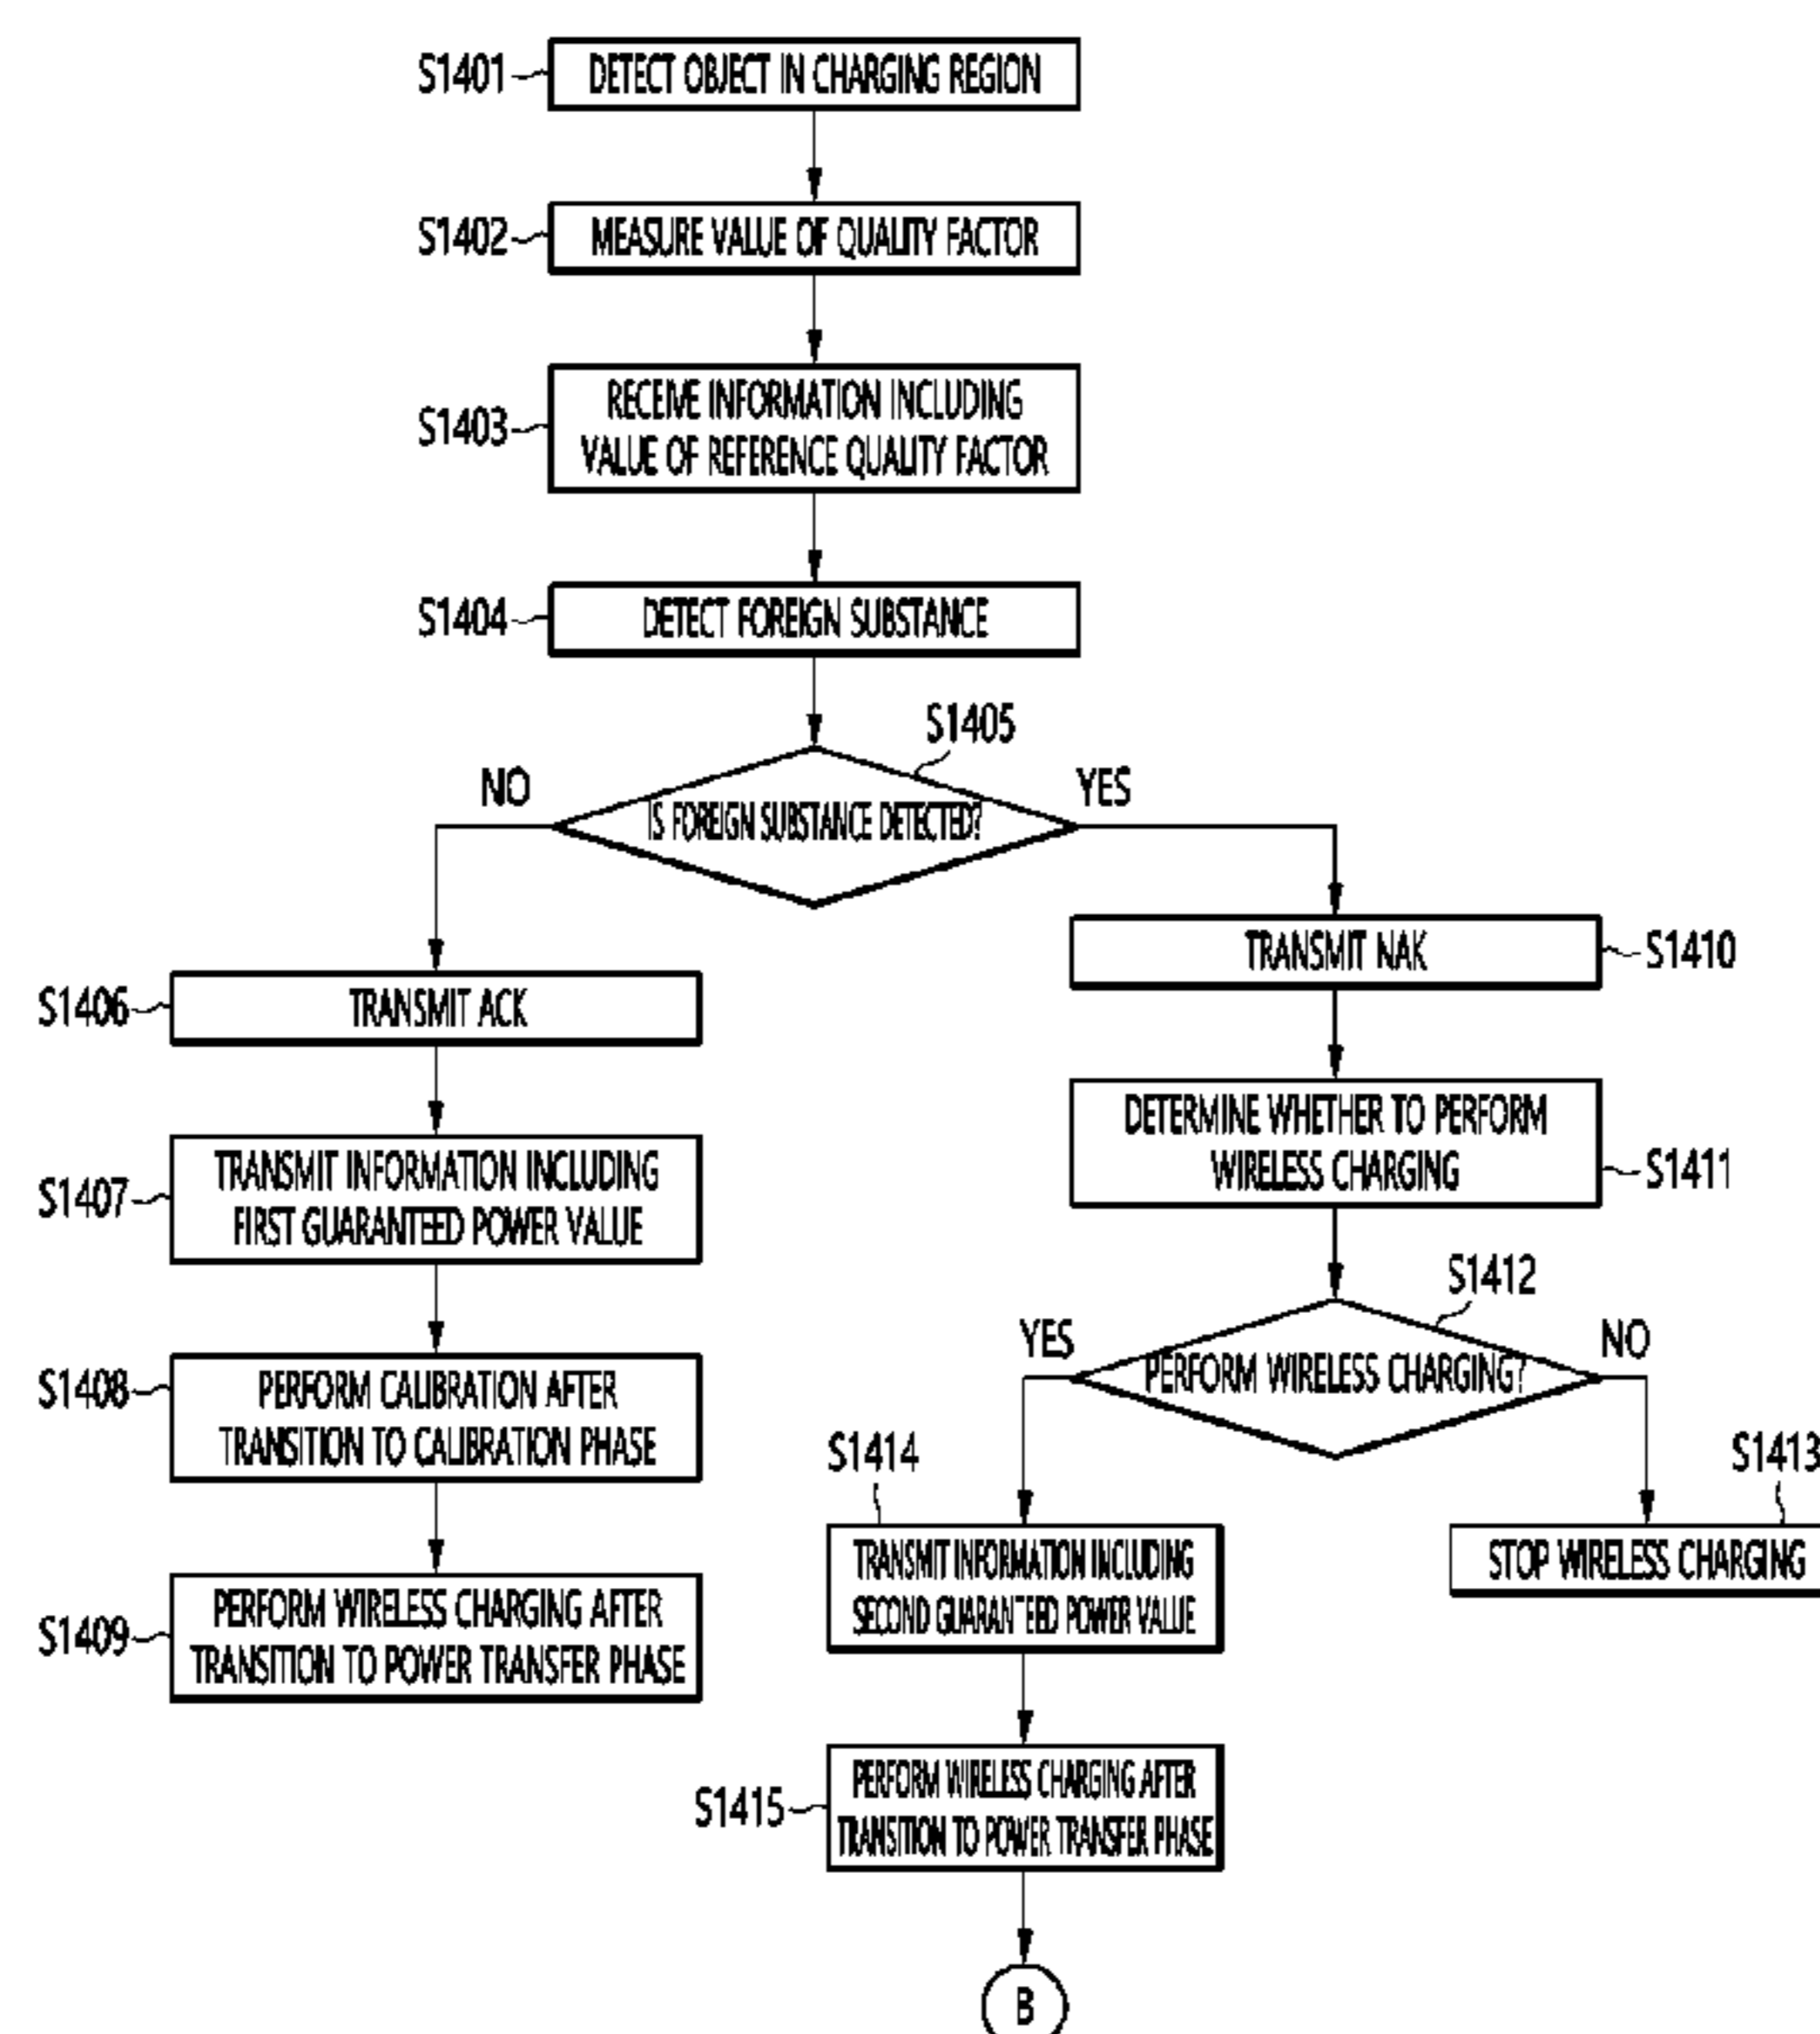 S1401
DETECT OBJECT IN CHARGING REGION
S1402
MEASURE VALUE OF QUALITY FACTOR
S1403
RECEIVE INFORMATION INCLUDING
VALUE OF REFERENCE QUALITY FACTOR
S1404
DETECT FOREIGN SUBSTANCE
S1405
NO
IS FOREIGN SUBSTANCE DETECTED?
YES
S1406
TRANSMIT ACK
S1407
TRANSMIT INFORMATION INCLUDING
FIRST GUARANTEED POWER VALUE
S1408
PERFORM CALIBRATION AFTER
TRANSITION TO CALIBRATION PHASE
S1409
PERFORM WIRELESS CHARGING AFTER
TRANSITION TO POWER TRANSFER PHASE
TRANSMIT NAK
S1410
DETERMINE WHETHER TO PERFORM
WIRELESS CHARGING
S1411
S1412
YES
PERFORM WIRELESS CHARGING?
NO
S1414
TRANSMIT INFORMATION INCLUDING
SECOND GUARANTEED POWER VALUE
S1413
STOP WIRELESS CHARGING
S1415
PERFORM WIRELESS CHARGING AFTER
TRANSITION TO POWER TRANSFER PHASE
B